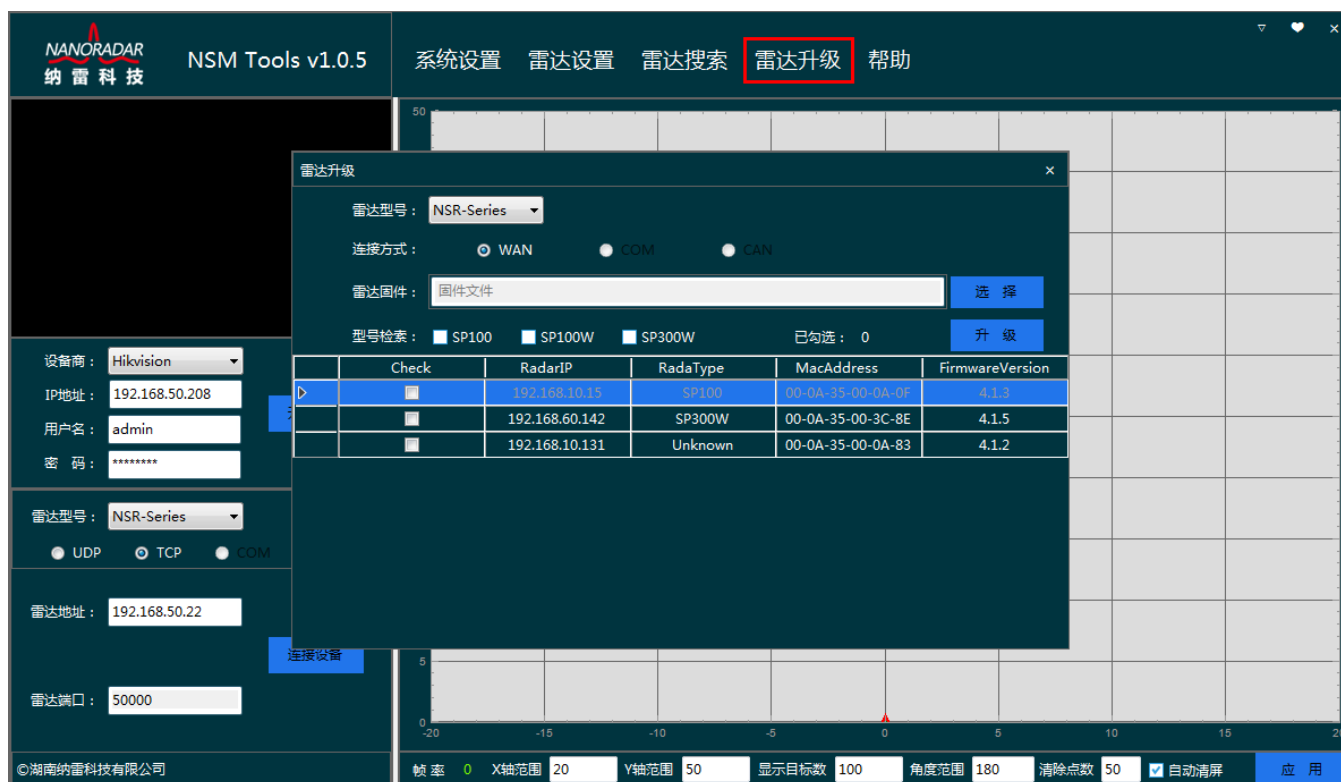 NANORADAR
纳雷科技
NSM Tools v1.0.5
系统设置 雷达设置 雷达搜索 雷达升级 帮助
50
雷达升级 ×
雷达型号： NSR-Series
连接方式： WAN COM CAN
雷达固件： 固件文件 选 择
型号检索： SP100 SP100W SP300W 已勾选： 0 升 级
Check RadarIP RadaType MacAddress FirmwareVersion
192.168.10.15 SP100 00-0A-35-00-0A-0F 4.1.3
192.168.60.142 SP300W 00-0A-35-00-3C-8E 4.1.5
192.168.10.131 Unknown 00-0A-35-00-0A-83 4.1.2
设备商： Hikvision
IP地址： 192.168.50.208
用户名： admin
密 码： ********
雷达型号： NSR-Series
UDP TCP COM
雷达地址： 192.168.50.22
连接设备
雷达端口： 50000
5
0
-20 -15 -10 -5 0 5 10 15
©湖南纳雷科技有限公司
帧率 0 X轴范围 20 Y轴范围 50 显示目标数 100 角度范围 180 清除点数 50 自动清屏 应 用